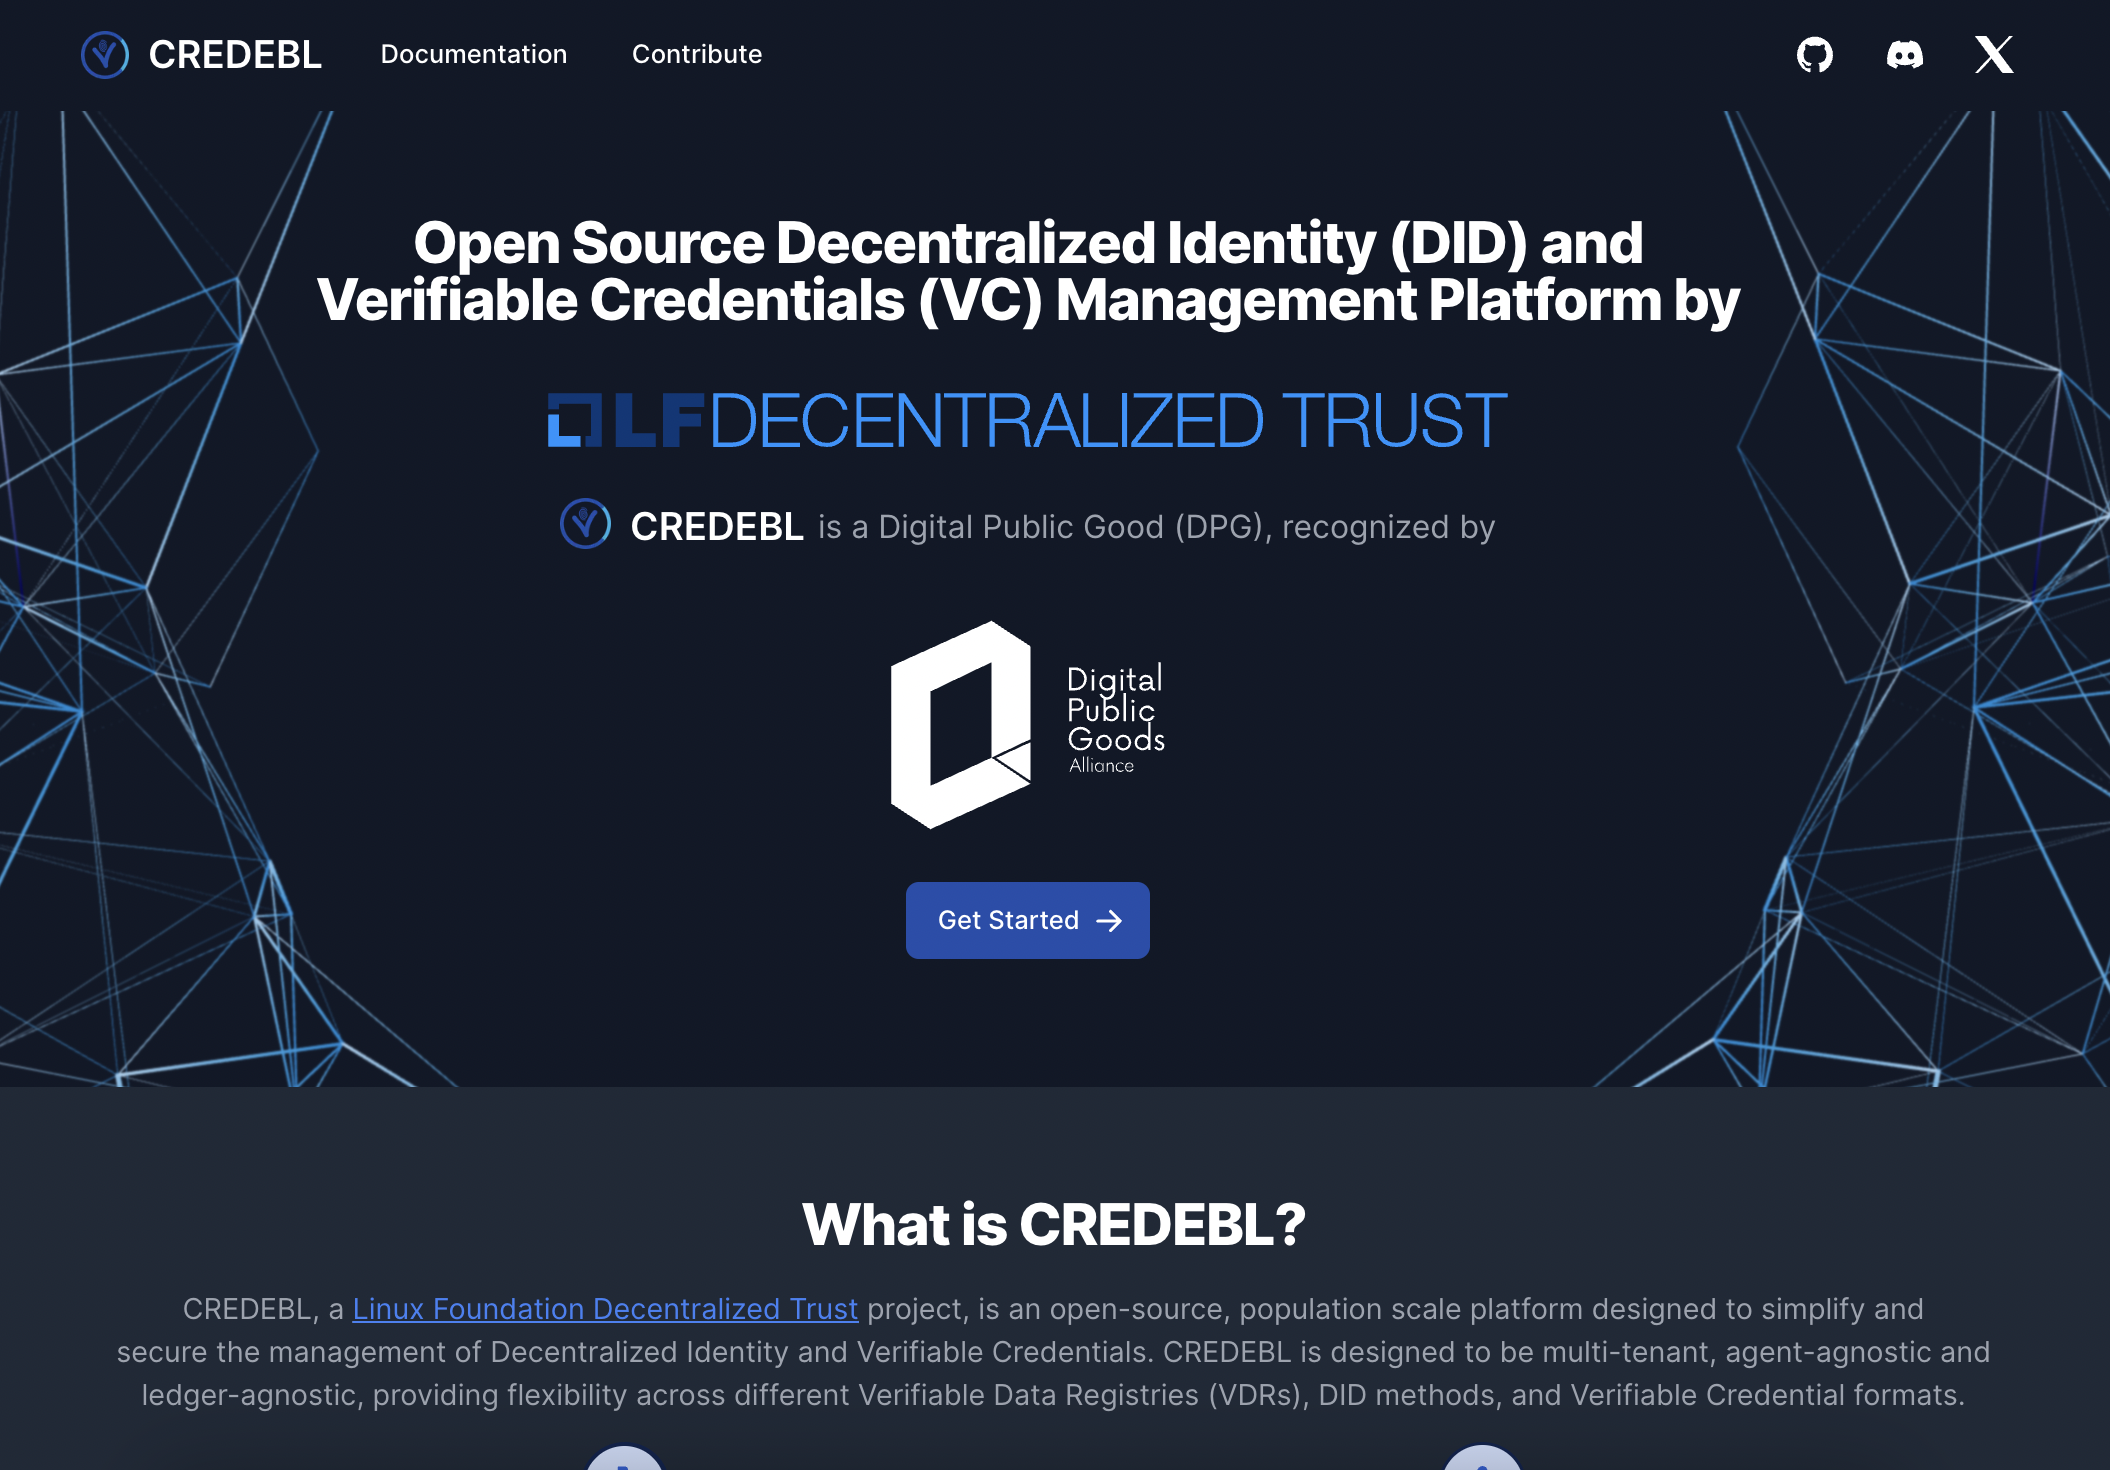 CREDEBL Documentation Contribute
Open Source Decentralized Identity (DID) and
Verifiable Credentials (VC) Management Platform by
LF DECENTRALIZED TRUST
CREDEBL is a Digital Public Good (DPG), recognized by
Digital
Public
Goods
Alliance
Get Started
What is CREDEBL?
CREDEBL, a Linux Foundation Decentralized Trust project, is an open-source, population scale platform designed to simplify and
secure the management of Decentralized Identity and Verifiable Credentials. CREDEBL is designed to be multi-tenant, agent-agnostic and
ledger-agnostic, providing flexibility across different Verifiable Data Registries (VDRs), DID methods, and Verifiable Credential formats.